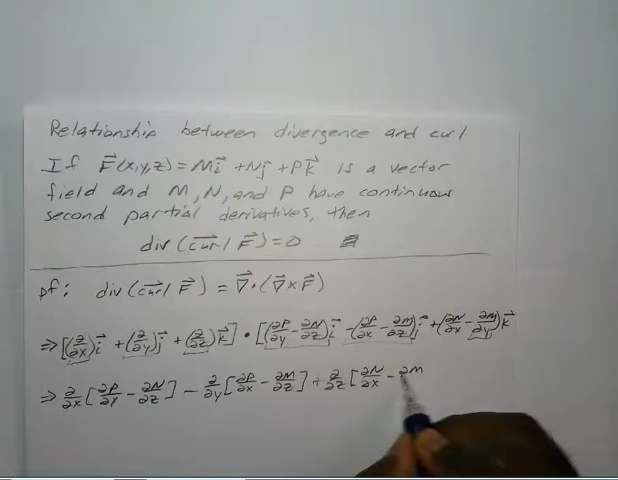 Relationship between divergence and curl
If F⃗(x,y,z) = Mi⃗ + Nj⃗ + Pk⃗ is a vector
field and M, N, and P have continuous
second partial derivatives, then
div (curl F⃗) = 0
pf: div (curl F⃗) = ∇⃗·(∇⃗ × F⃗)
⇒ [(∂/∂x)i⃗ + (∂/∂y)j⃗ + (∂/∂z)k⃗] · [(∂P/∂y - ∂N/∂z)i⃗ - (∂P/∂x - ∂M/∂z)j⃗ + (∂N/∂x - ∂M/∂y)k⃗
⇒ ∂/∂x [∂P/∂y - ∂N/∂z] - ∂/∂y [∂P/∂x - ∂M/∂z] + ∂/∂z [∂N/∂x - ∂M